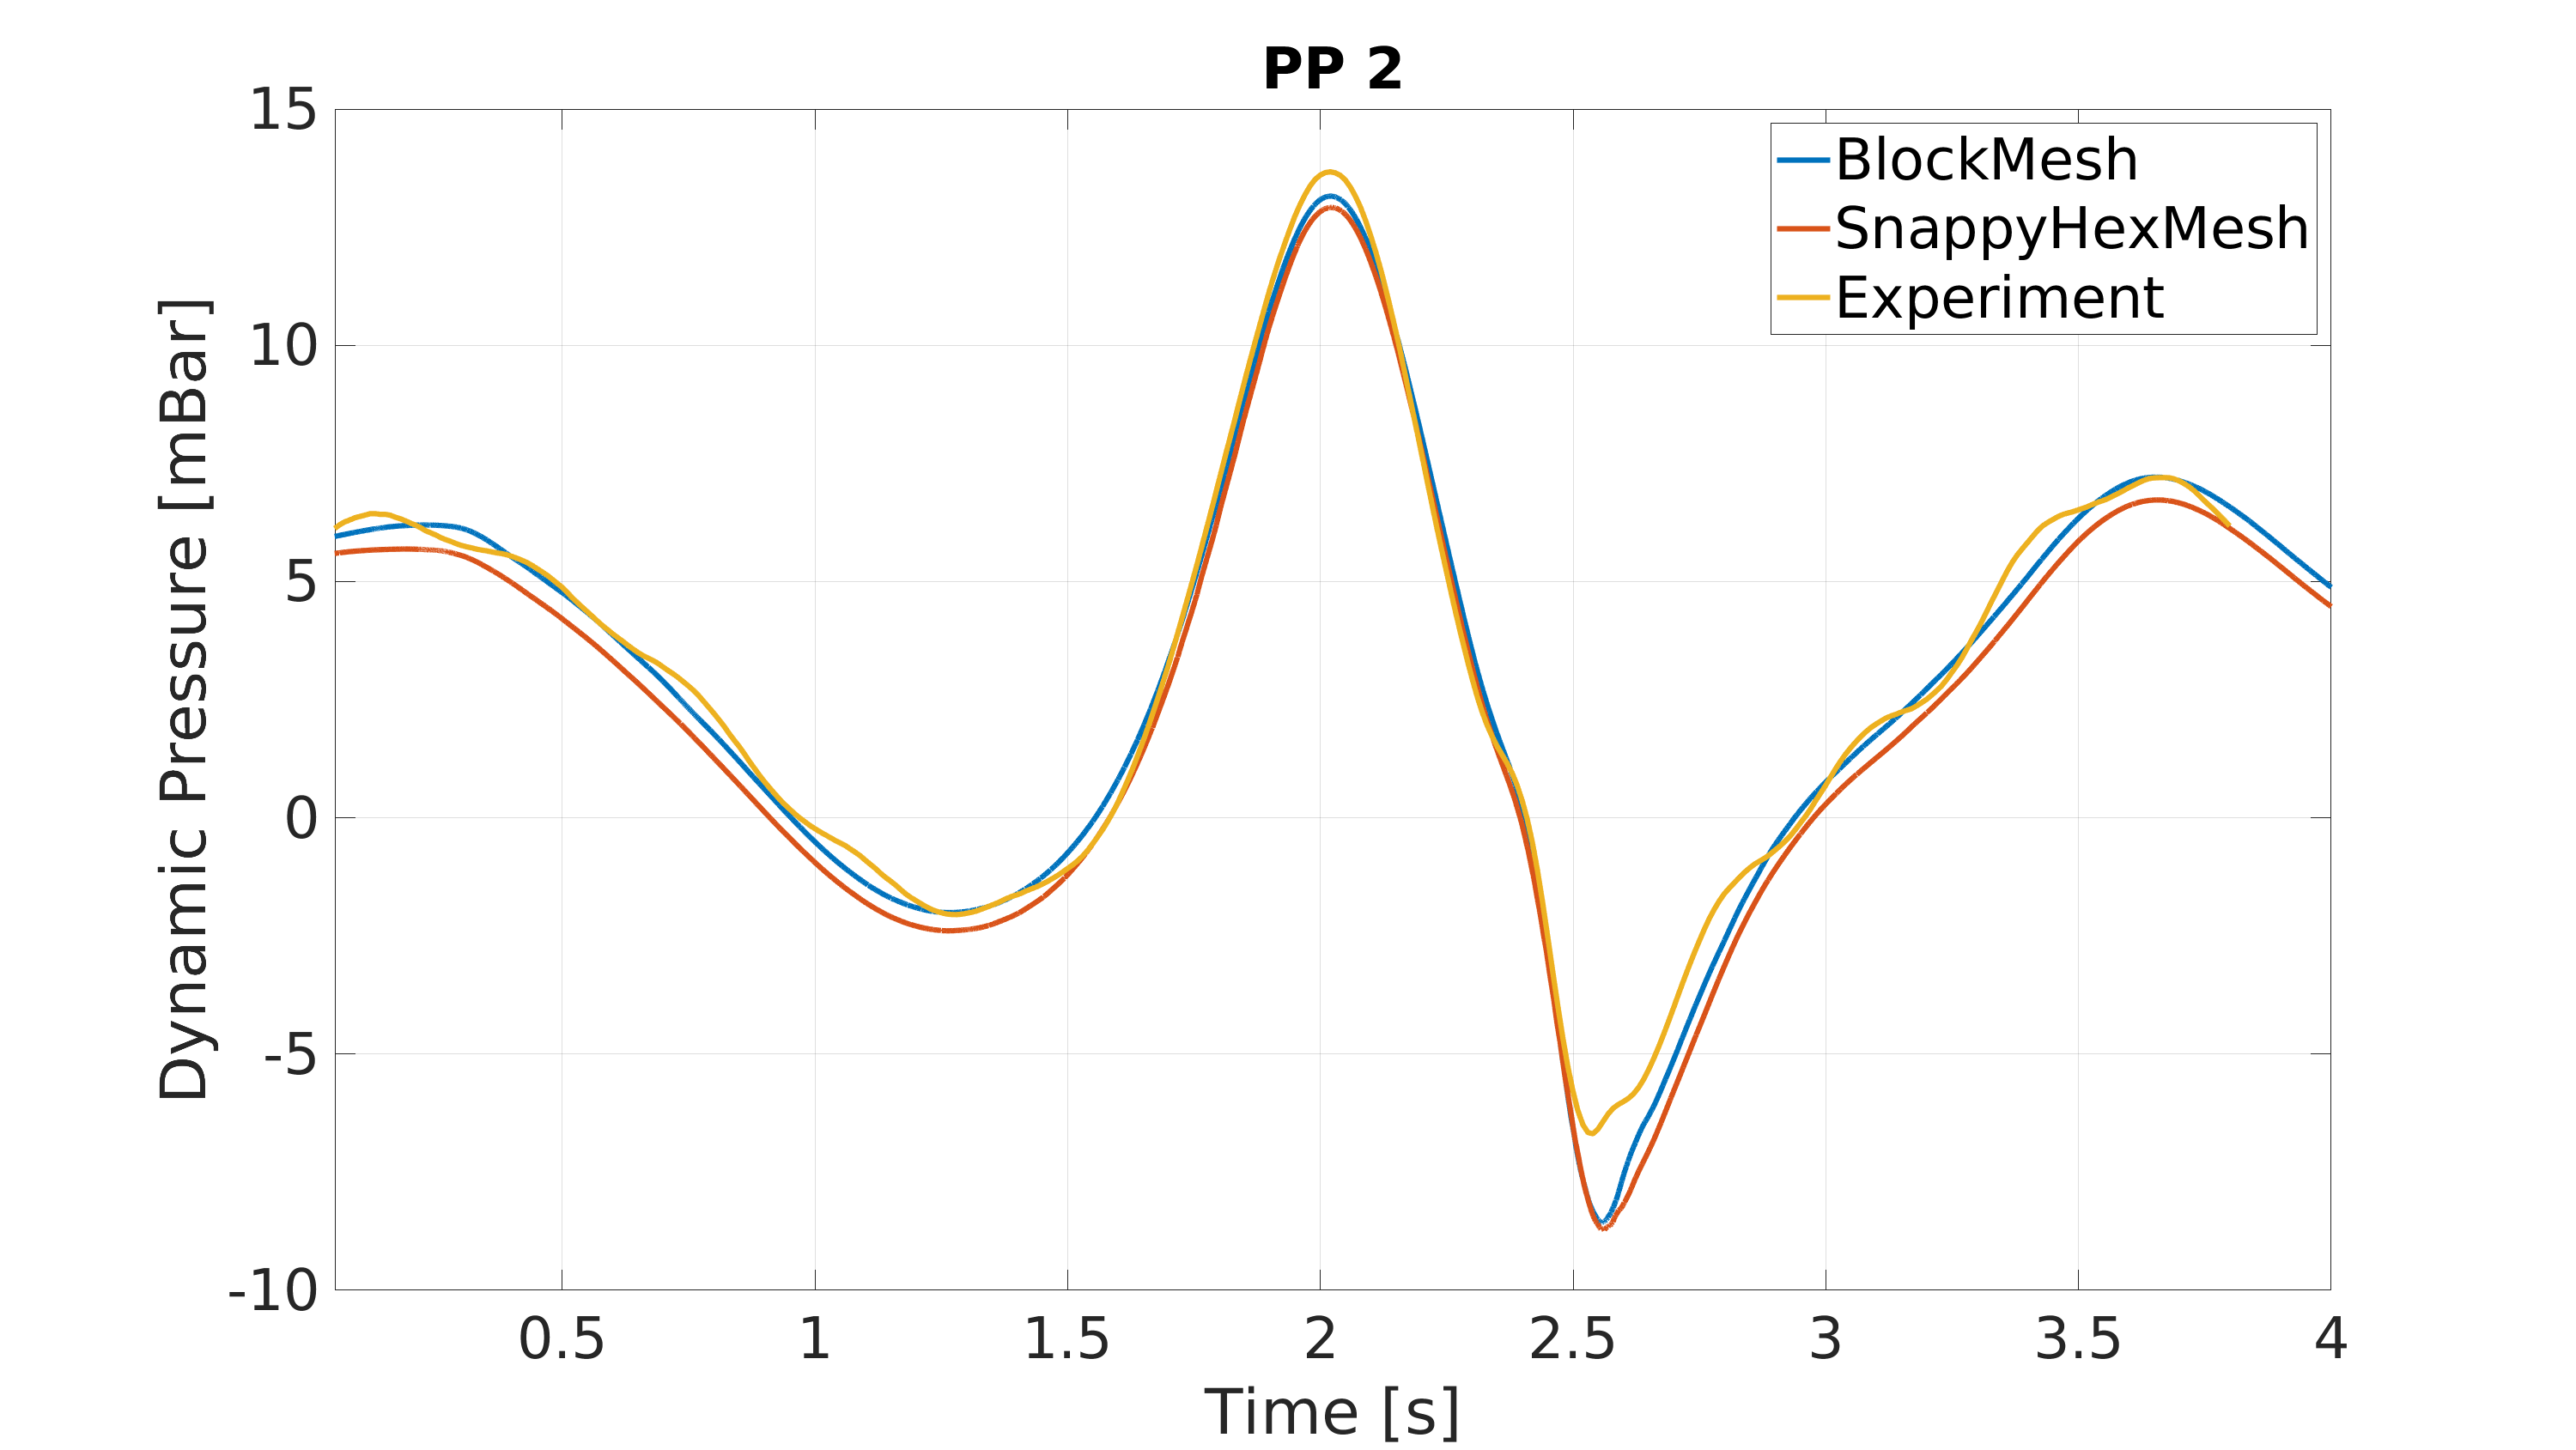 PP 2
15
10
5
0
-5
-10
Dynamic Pressure [mBar]
BlockMesh
SnappyHexMesh
Experiment
0.5 1 1.5 2 2.5 3 3.5 4
Time [s]